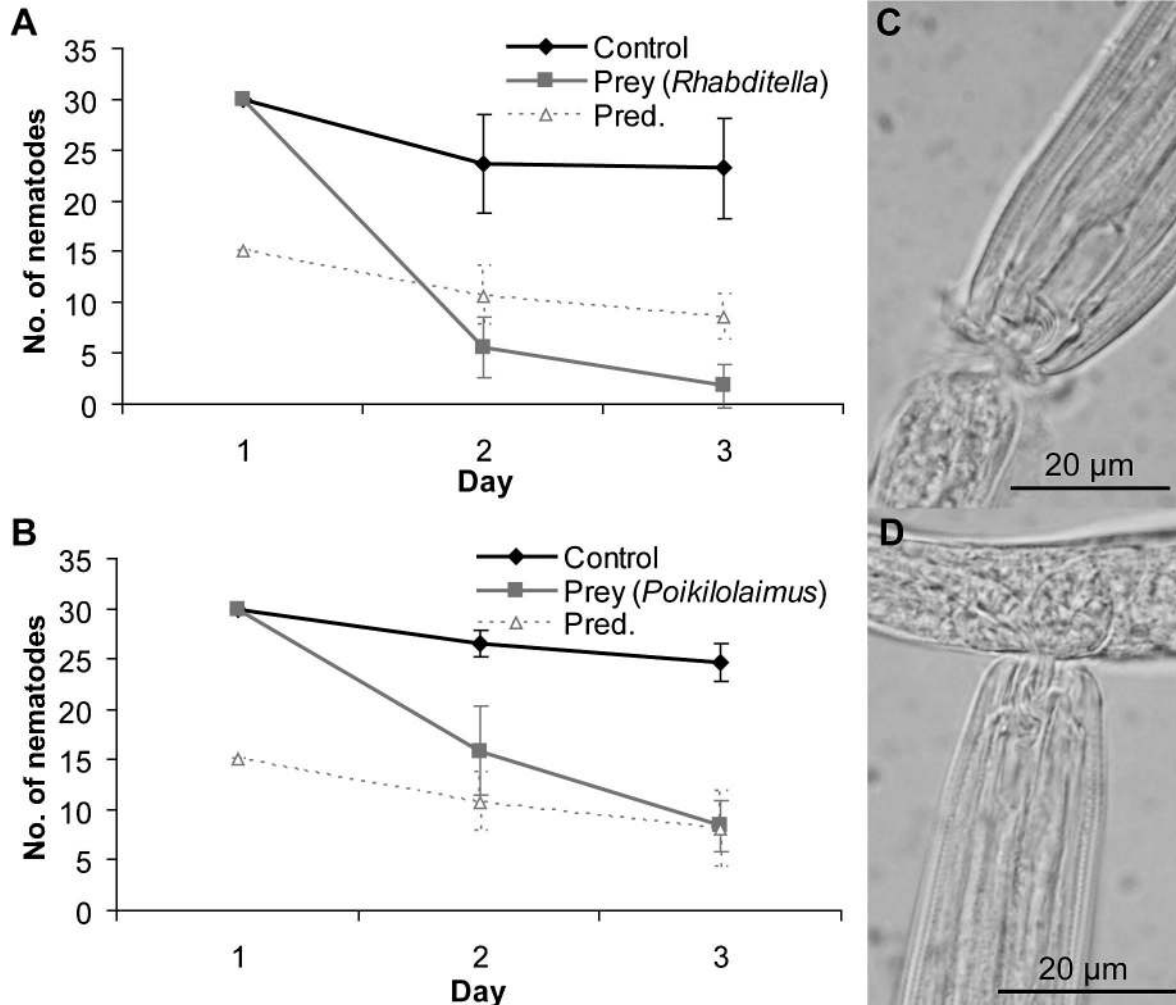 A
35
30
25
20
15
10
5
0
No. of nematodes
Control
Prey (Rhabditella)
Pred.
1 2 3
Day
B
35
30
25
20
15
10
5
0
No. of nematodes
Control
Prey (Poikilolaimus)
Pred.
1 2 3
Day
C
20 µm
D
20 µm